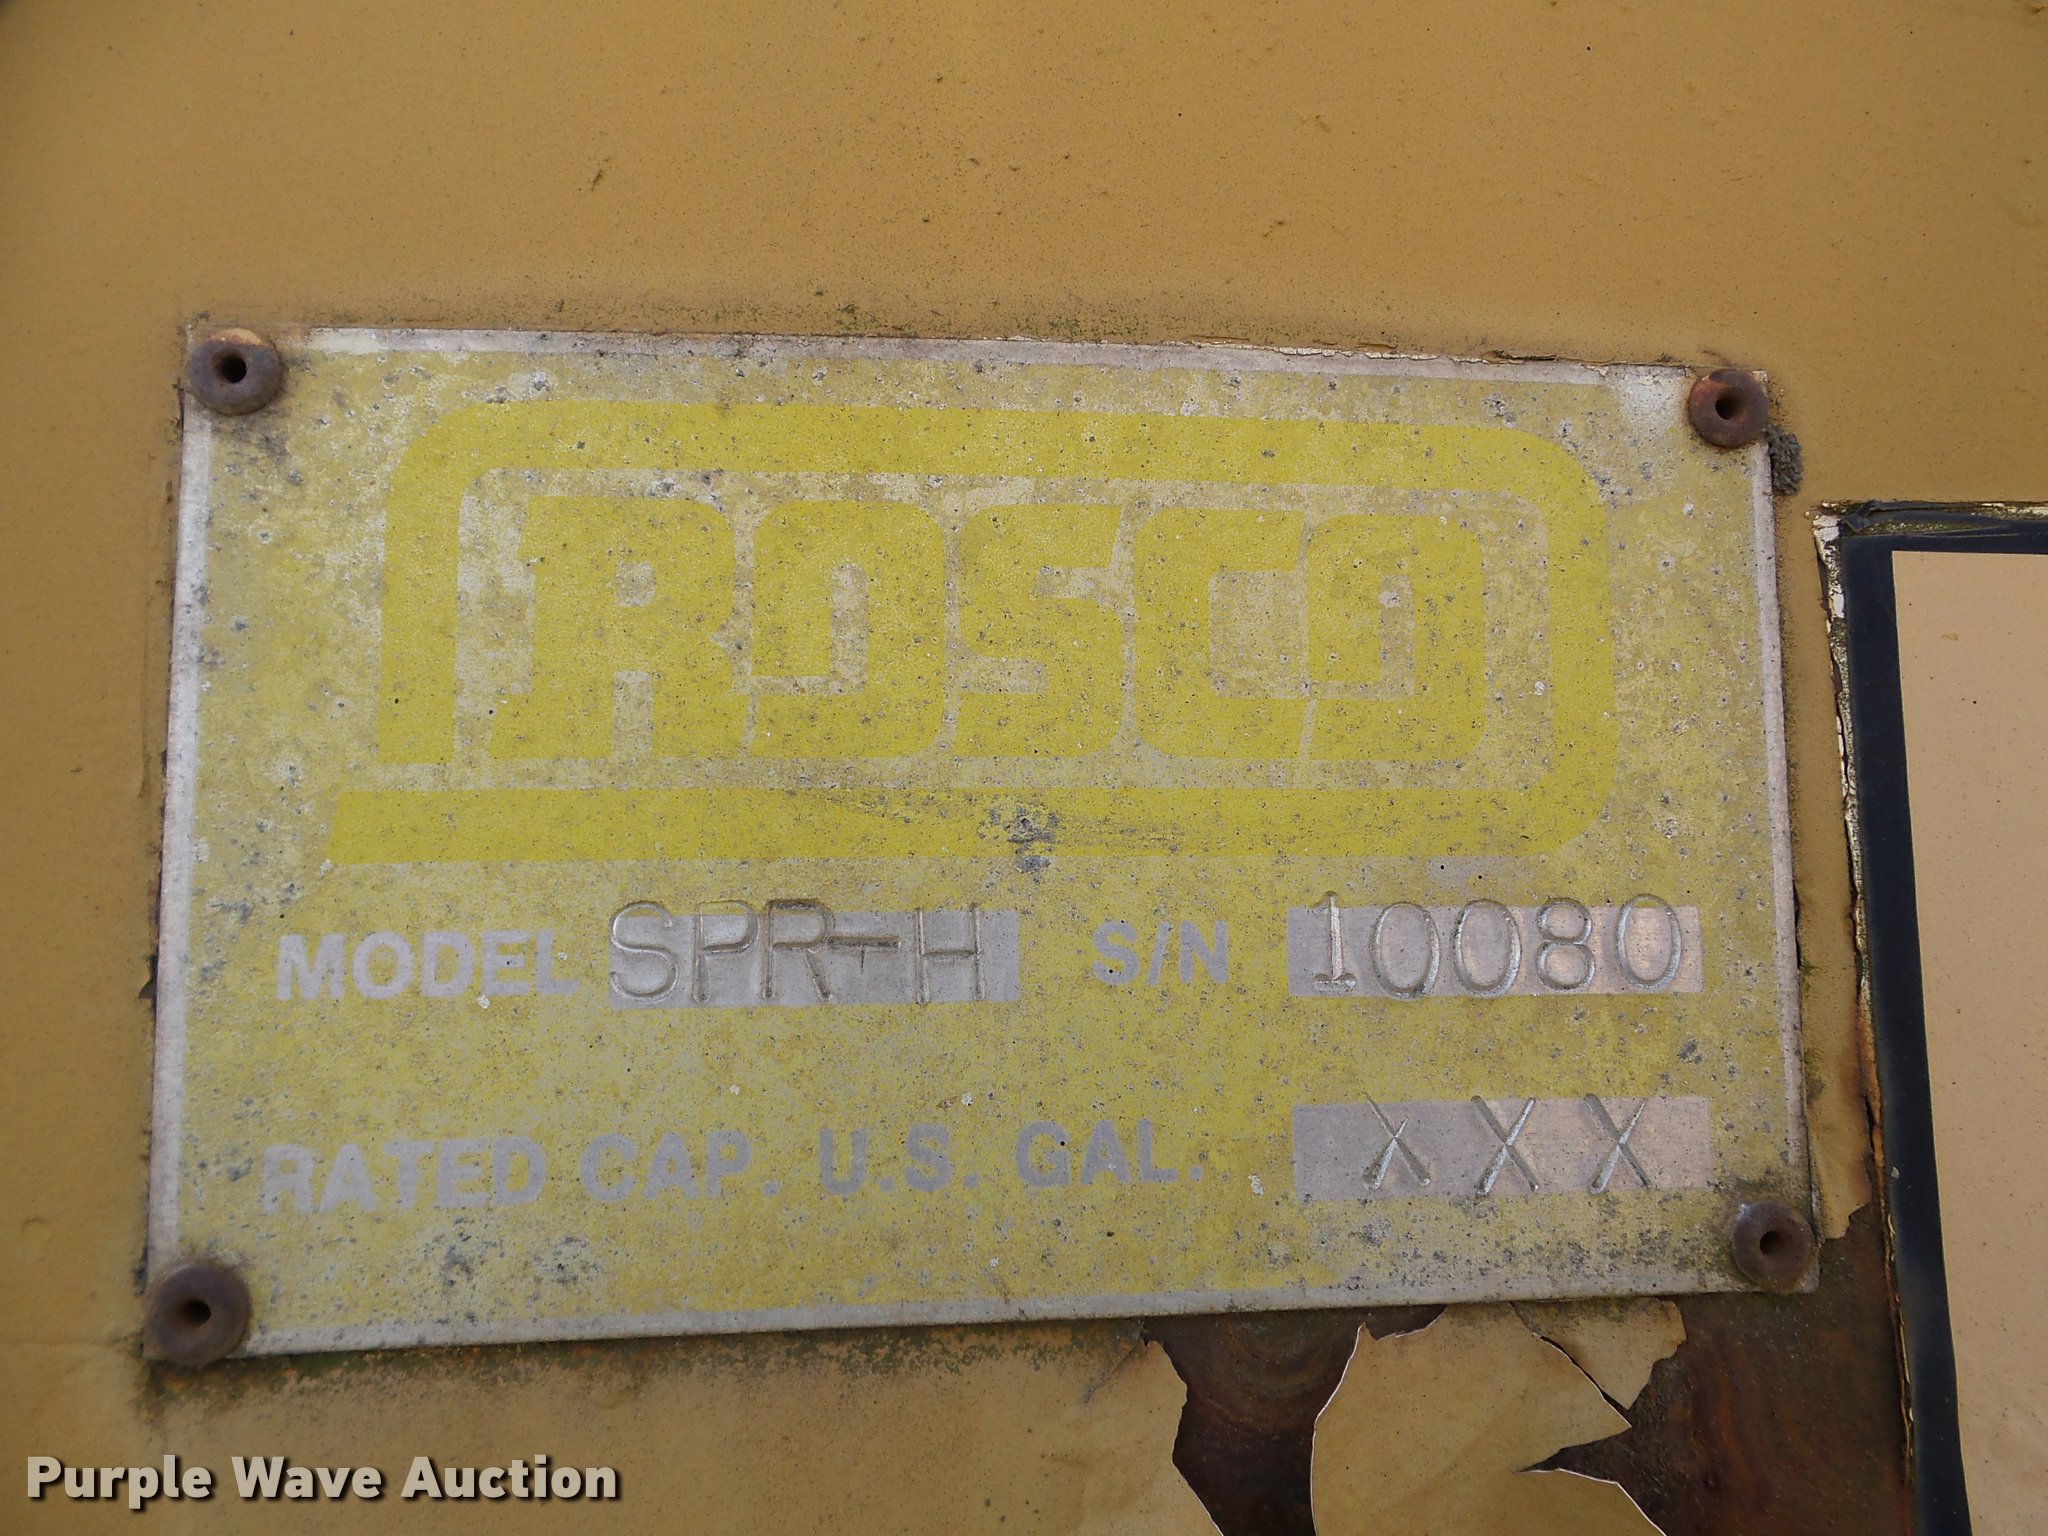 ROSCO
MODEL SPR-H S/N 10080
RATED CAP. U.S. GAL. XXX
Purple Wave Auction